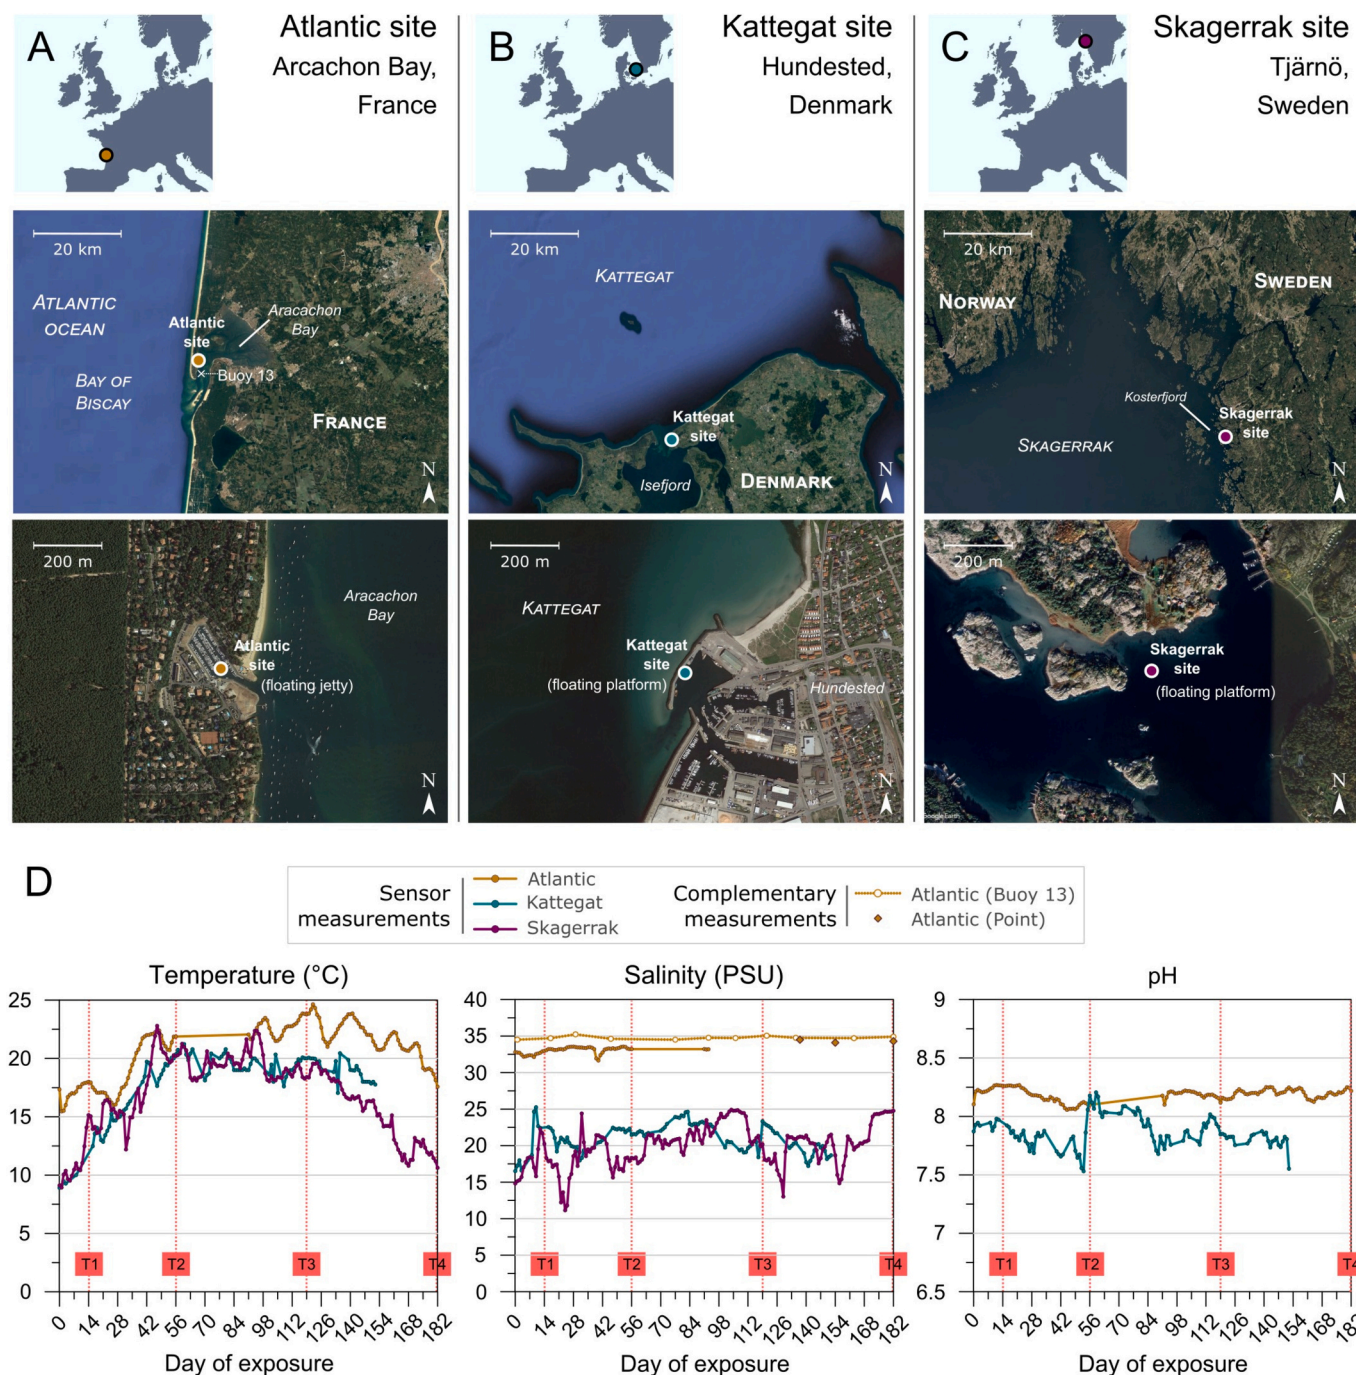 A
Atlantic site
Arcachon Bay,
France
B
Kattegat site
Hundested,
Denmark
C
Skagerrak site
Tjärnö,
Sweden
20 km
ATLANTIC
OCEAN
Atlantic
site
Aracachon
Bay
Buoy 13
BAY OF
BISCAY
FRANCE
N
20 km
KATTEGAT
Kattegat
site
Isefjord
DENMARK
N
20 km
NORWAY
SWEDEN
Kosterfjord
Skagerrak
site
SKAGERRAK
N
200 m
Aracachon
Bay
Atlantic
site
(floating jetty)
N
200 m
KATTEGAT
Kattegat
site
(floating platform)
Hundested
N
200 m
Skagerrak
site
(floating platform)
N
Google Earth
D
Sensor
measurements
Atlantic
Kattegat
Skagerrak
Complementary
measurements
Atlantic (Buoy 13)
Atlantic (Point)
Temperature (°C)
25
20
15
10
5
0
T1
T2
T3
T4
0 14 28 42 56 70 84 98 112 126 140 154 168 182
Day of exposure
Salinity (PSU)
40
35
30
25
20
15
10
5
0
T1
T2
T3
T4
0 14 28 42 56 70 84 98 112 126 140 154 168 182
Day of exposure
pH
9
8.5
8
7.5
7
6.5
T1
T2
T3
T4
0 14 28 42 56 70 84 98 112 126 140 154 168 182
Day of exposure